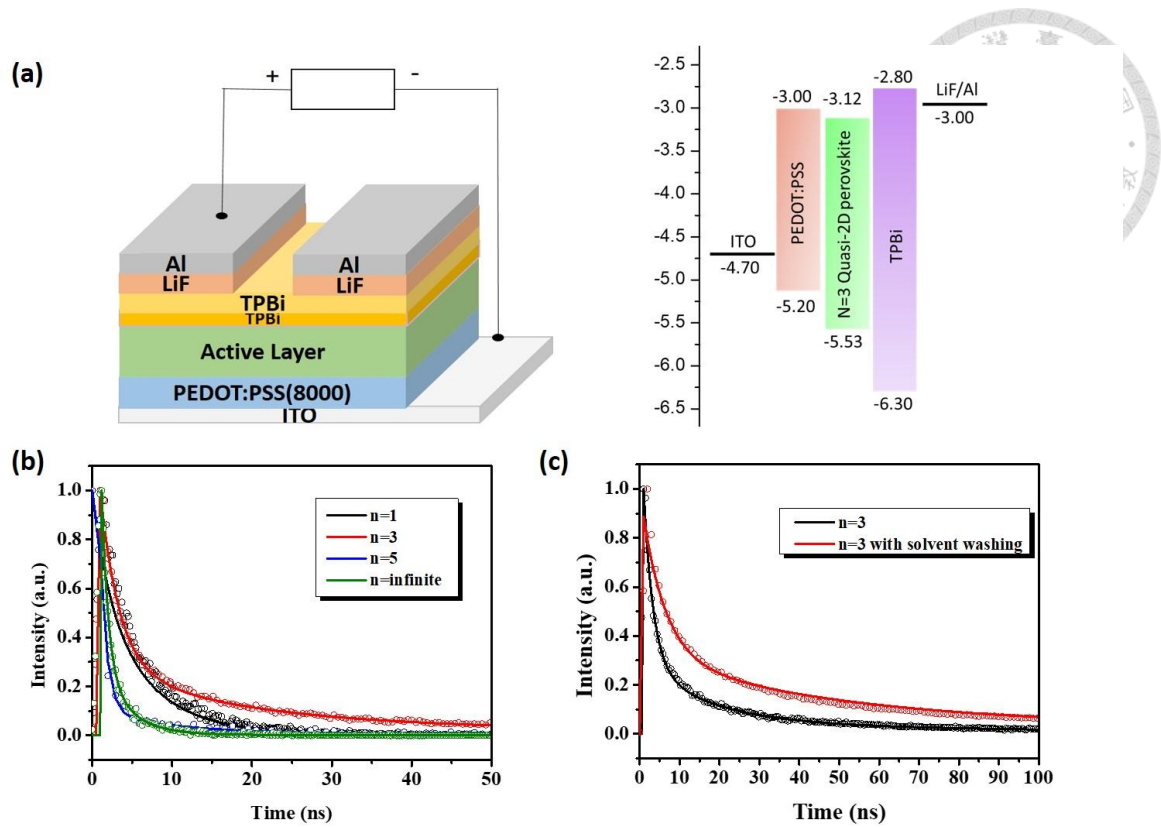 (a)
+
-
Al
LiF
Al
LiF
TPBi
TPBi
Active Layer
PEDOT:PSS(8000)
ITO
-2.5
-3.0
-3.5
-4.0
-4.5
-5.0
-5.5
-6.0
-6.5
ITO
-4.70
-3.00
PEDOT:PSS
-5.20
-3.12
N=3 Quasi-2D perovskite
-5.53
-2.80
TPBi
-6.30
LiF/Al
-3.00
(b)
Intensity (a.u.)
1.0
0.8
0.6
0.4
0.2
0.0
n=1
n=3
n=5
n=infinite
0 10 20 30 40 50
Time (ns)
(c)
Intensity (a.u.)
1.0
0.8
0.6
0.4
0.2
0.0
n=3
n=3 with solvent washing
0 10 20 30 40 50 60 70 80 90 100
Time (ns)